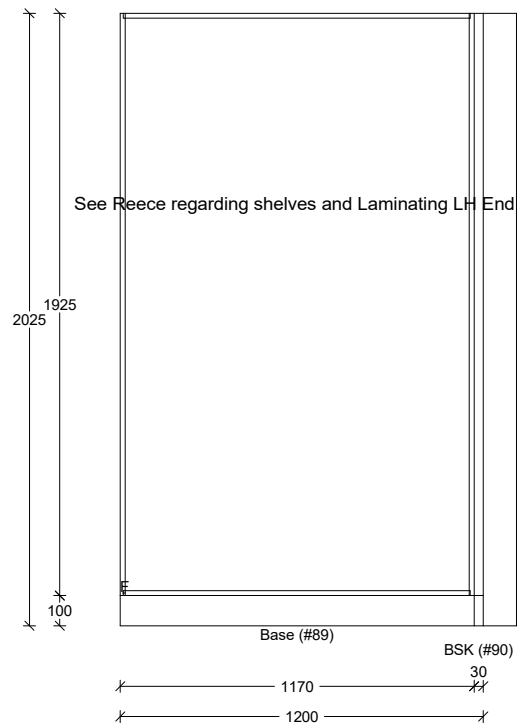 See Reece regarding shelves and Laminating LH End
1925
2025
F
100
Base (#89)
BSK (#90)
30
1170
1200